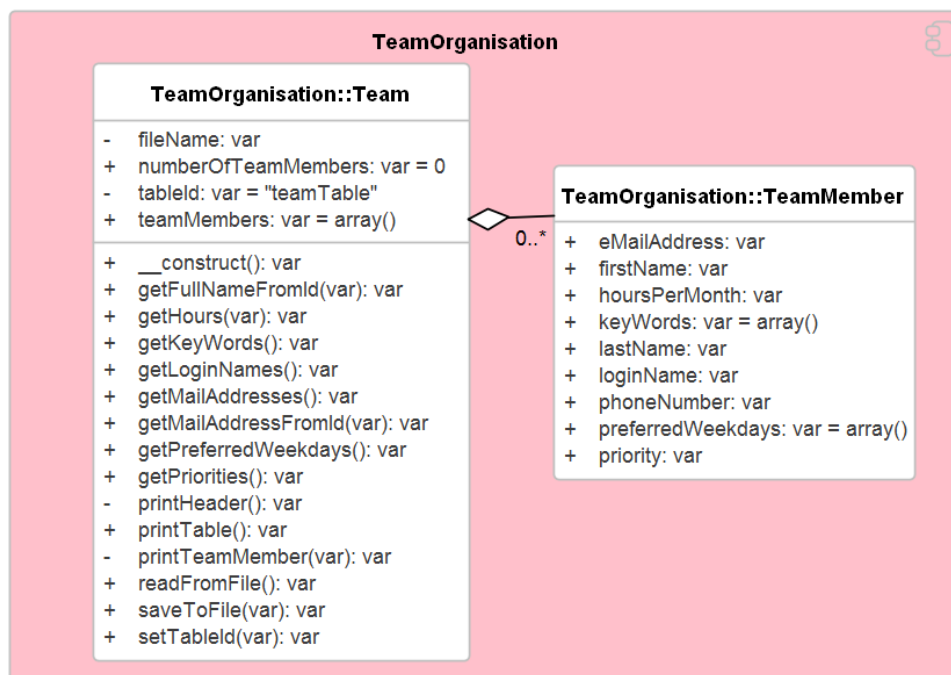 TeamOrganisation
TeamOrganisation::Team
- fileName: var
+ numberOfTeamMembers: var = 0
- tableId: var = "teamTable"
+ teamMembers: var = array()
+ __construct(): var
+ getFullNameFromId(var): var
+ getHours(var): var
+ getKeyWords(): var
+ getLoginNames(): var
+ getMailAddresses(): var
+ getMailAddressFromId(var): var
+ getPreferredWeekdays(): var
+ getPriorities(): var
- printHeader(): var
+ printTable(): var
- printTeamMember(var): var
+ readFromFile(): var
+ saveToFile(var): var
+ setTableId(var): var
0..*
TeamOrganisation::TeamMember
+ eMailAddress: var
+ firstName: var
+ hoursPerMonth: var
+ keyWords: var = array()
+ lastName: var
+ loginName: var
+ phoneNumber: var
+ preferredWeekdays: var = array()
+ priority: var